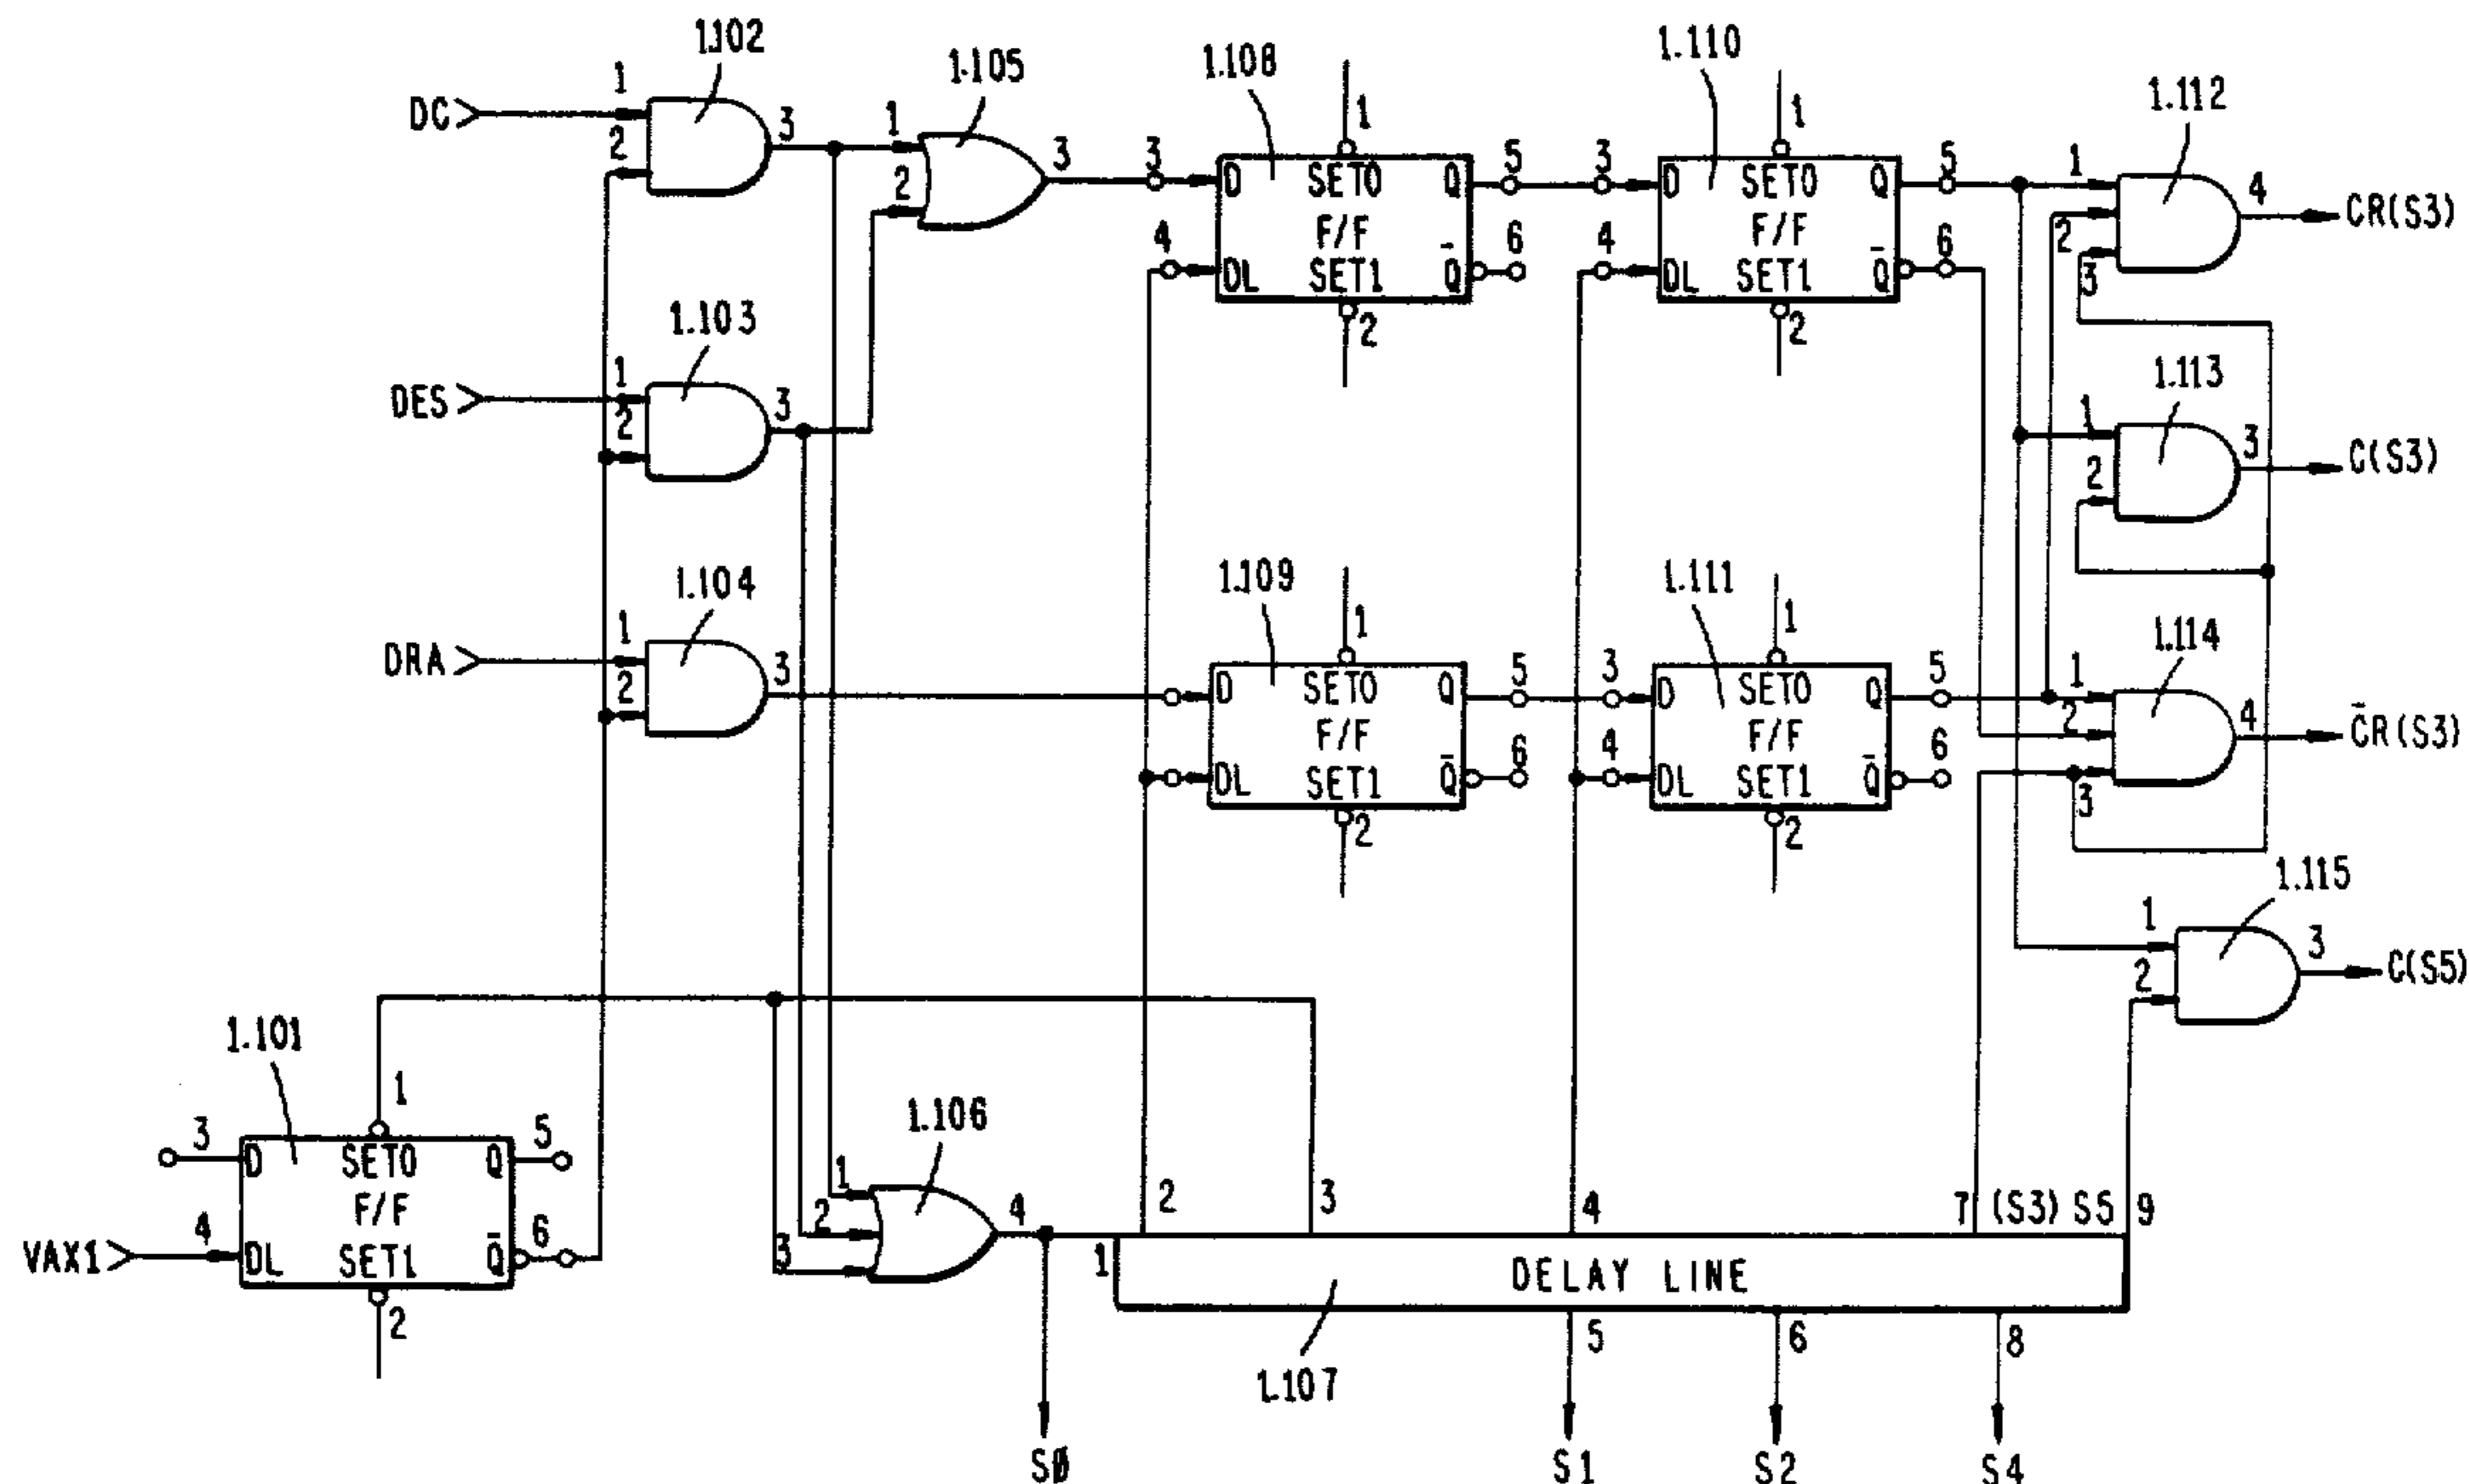 1.102
1.105
1.108
1.110
1.112
DC
1
2
3
1
2
3
3
4
1
D
SET0
Q
F/F
DL
SET1
Q̄
2
5
6
3
4
1
D
SET0
Q
F/F
DL
SET1
Q̄
2
5
6
1
2
3
4
CR(S3)
1.103
DES
1
2
3
1.113
1
2
3
C(S3)
1.104
DRA
1
2
3
1.109
1
D
SET0
Q
F/F
DL
SET1
Q̄
2
5
6
1.111
3
4
1
D
SET0
Q
F/F
DL
SET1
Q̄
2
5
6
1.114
1
2
3
4
C̄R(S3)
1.115
1
2
3
C(S5)
1.101
1
3
D
SET0
Q
5
F/F
VAX1
4
DL
SET1
Q̄
6
2
1.106
1
2
3
4
2
3
4
7
(S3)
S5
9
1
DELAY LINE
1.107
5
6
8
SØ
S1
S2
S4